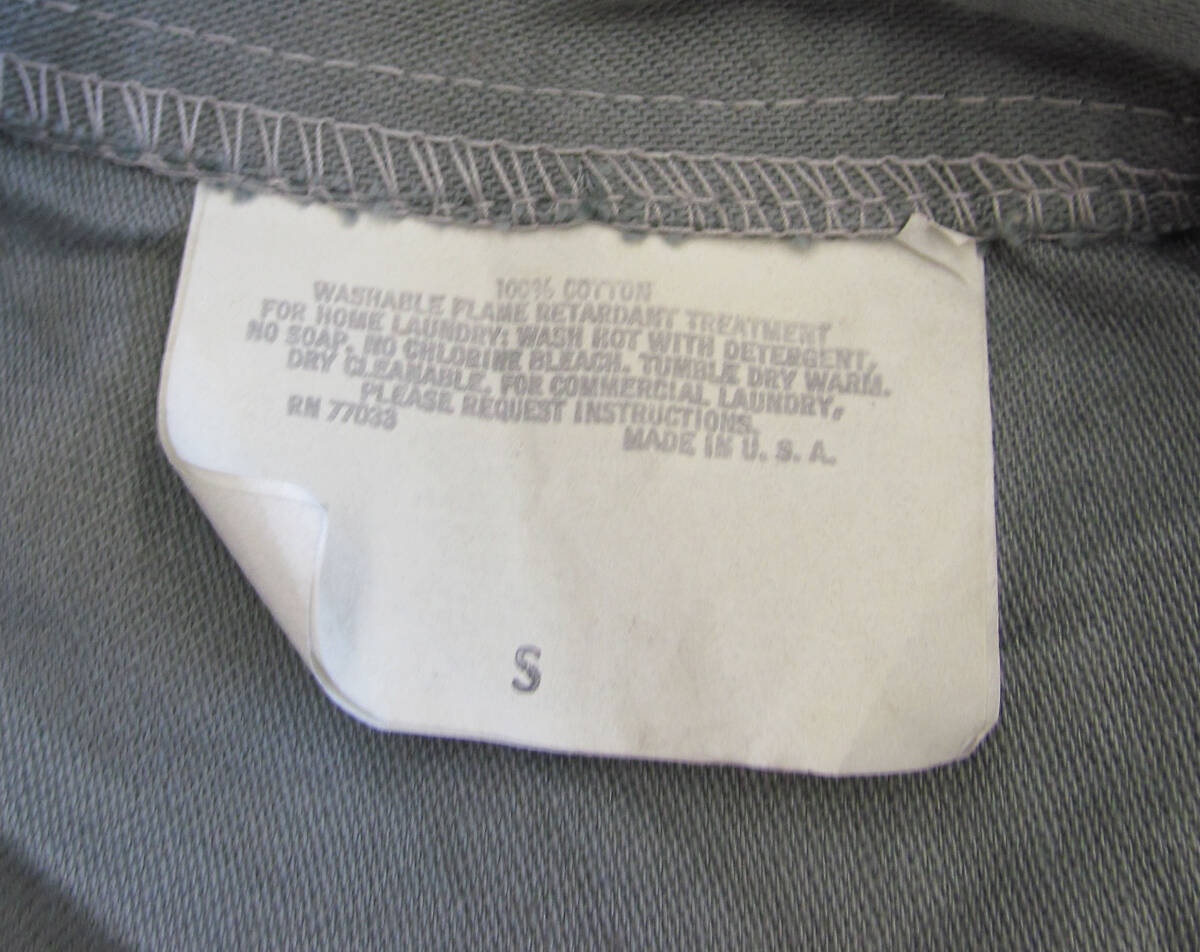 100% COTTON
WASHABLE FLAME RETARDANT TREATMENT
FOR HOME LAUNDRY: WASH HOT WITH DETERGENT,
NO SOAP, NO CHLORINE BLEACH. TUMBLE DRY WARM.
DRY CLEANABLE. FOR COMMERCIAL LAUNDRY,
PLEASE REQUEST INSTRUCTIONS.
RN 77033
MADE IN U. S. A.
S